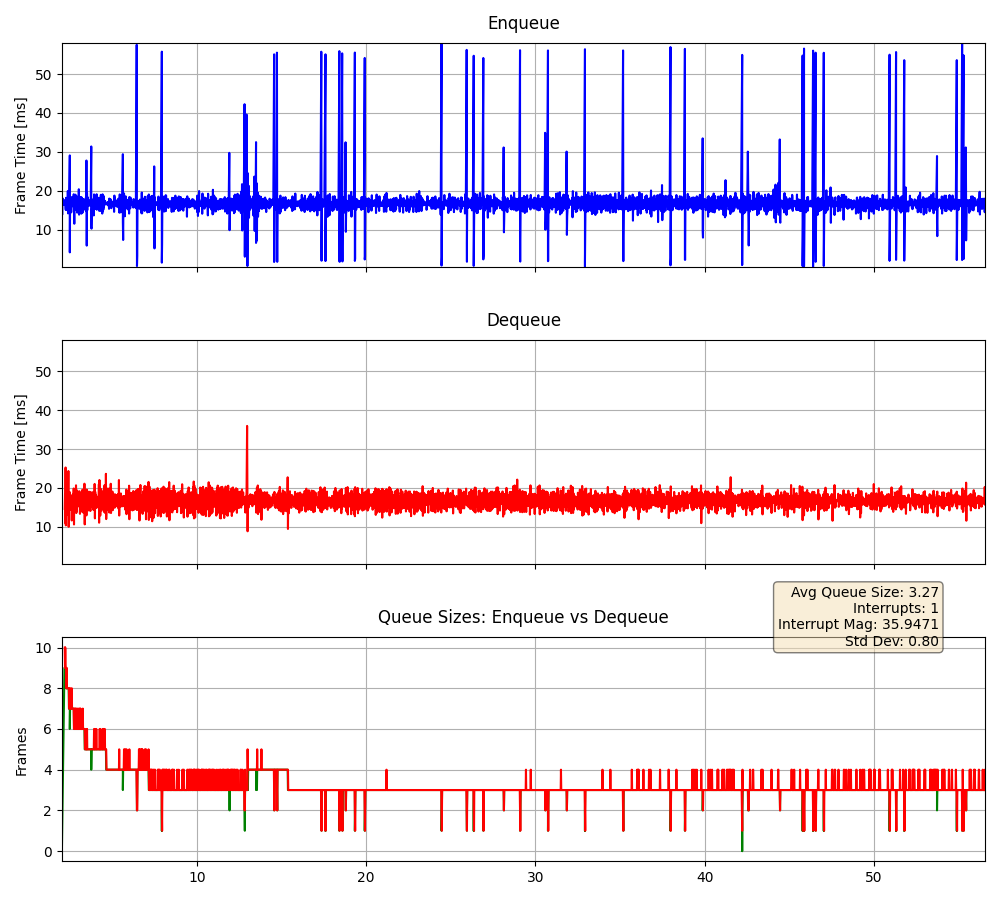 Enqueue
Frame Time [ms]
50
40
30
20
10
Dequeue
Frame Time [ms]
50
40
30
20
10
Avg Queue Size: 3.27
Interrupts: 1
Interrupt Mag: 35.9471
Std Dev: 0.80
Queue Sizes: Enqueue vs Dequeue
Frames
10
8
6
4
2
0
10 20 30 40 50